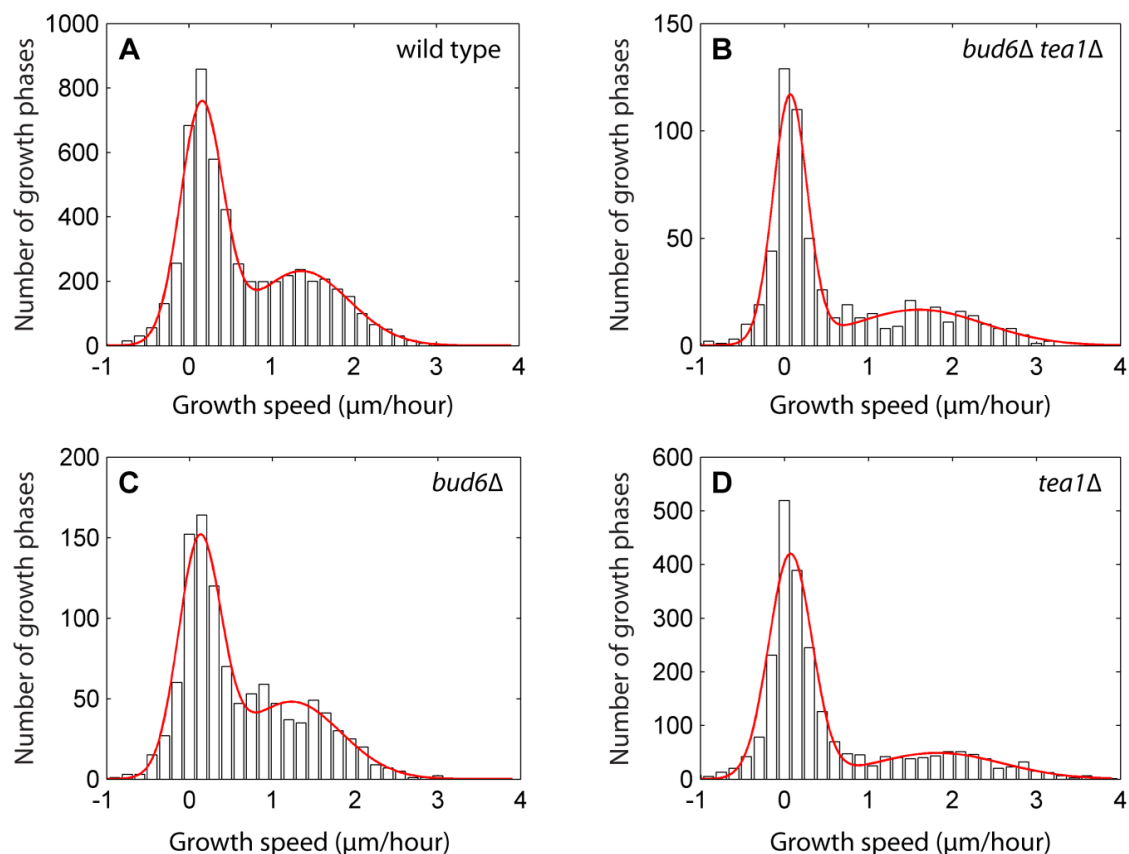 A wild type
Number of growth phases
1000
800
600
400
200
0
-1 0 1 2 3 4
Growth speed (µm/hour)
B bud6Δ tea1Δ
Number of growth phases
150
100
50
0
-1 0 1 2 3 4
Growth speed (µm/hour)
C bud6Δ
Number of growth phases
200
150
100
50
0
-1 0 1 2 3 4
Growth speed (µm/hour)
D tea1Δ
Number of growth phases
600
500
400
300
200
100
0
-1 0 1 2 3 4
Growth speed (µm/hour)